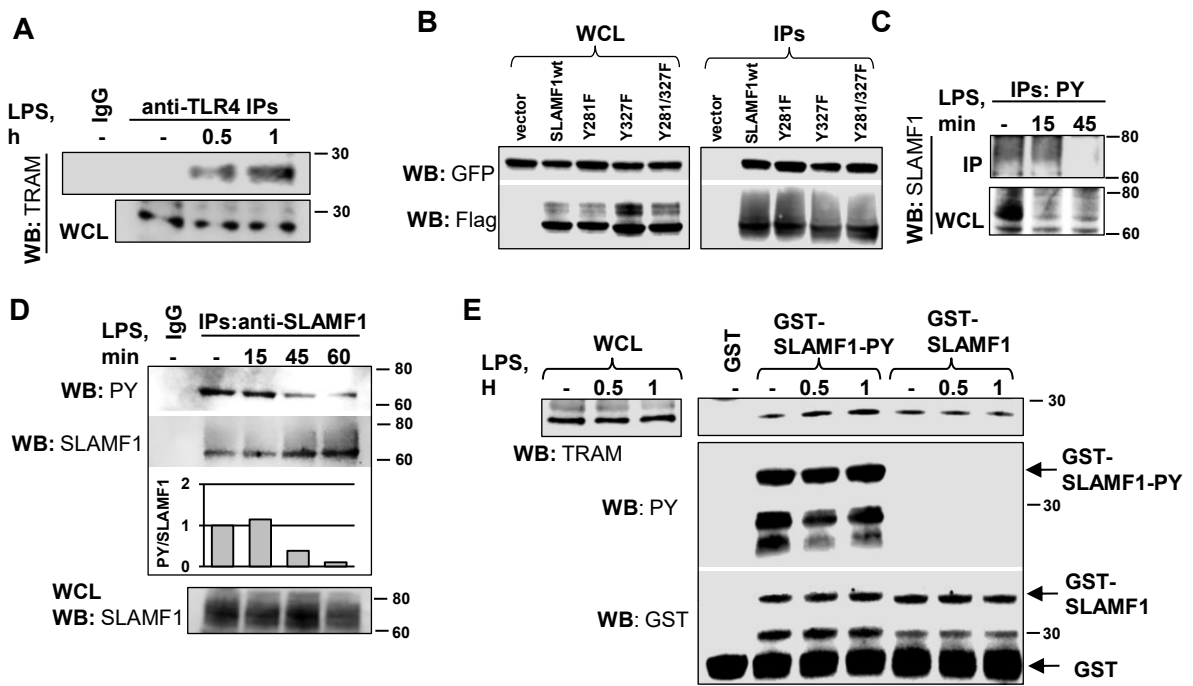 A
LPS,
h
IgG
anti-TLR4 IPs
- - 0.5 1
WB: TRAM
30
WCL
30
B
WCL
IPs
vector
SLAMF1wt
Y281F
Y327F
Y281/327F
vector
SLAMF1wt
Y281F
Y327F
Y281/327F
WB: GFP
WB: Flag
C
LPS,
min
IPs: PY
- 15 45
WB: SLAMF1
IP
80
60
WCL
80
60
D
LPS,
min
IgG
IPs:anti-SLAMF1
- - 15 45 60
WB: PY
80
60
WB: SLAMF1
80
60
PY/SLAMF1
2
1
0
WCL
WB: SLAMF1
80
60
E
LPS,
H
WCL
- 0.5 1
GST
GST-
SLAMF1-PY
GST-
SLAMF1
- - 0.5 1 - 0.5 1
30
WB: TRAM
WB: PY
GST-
SLAMF1-PY
30
WB: GST
GST-
SLAMF1
30
GST